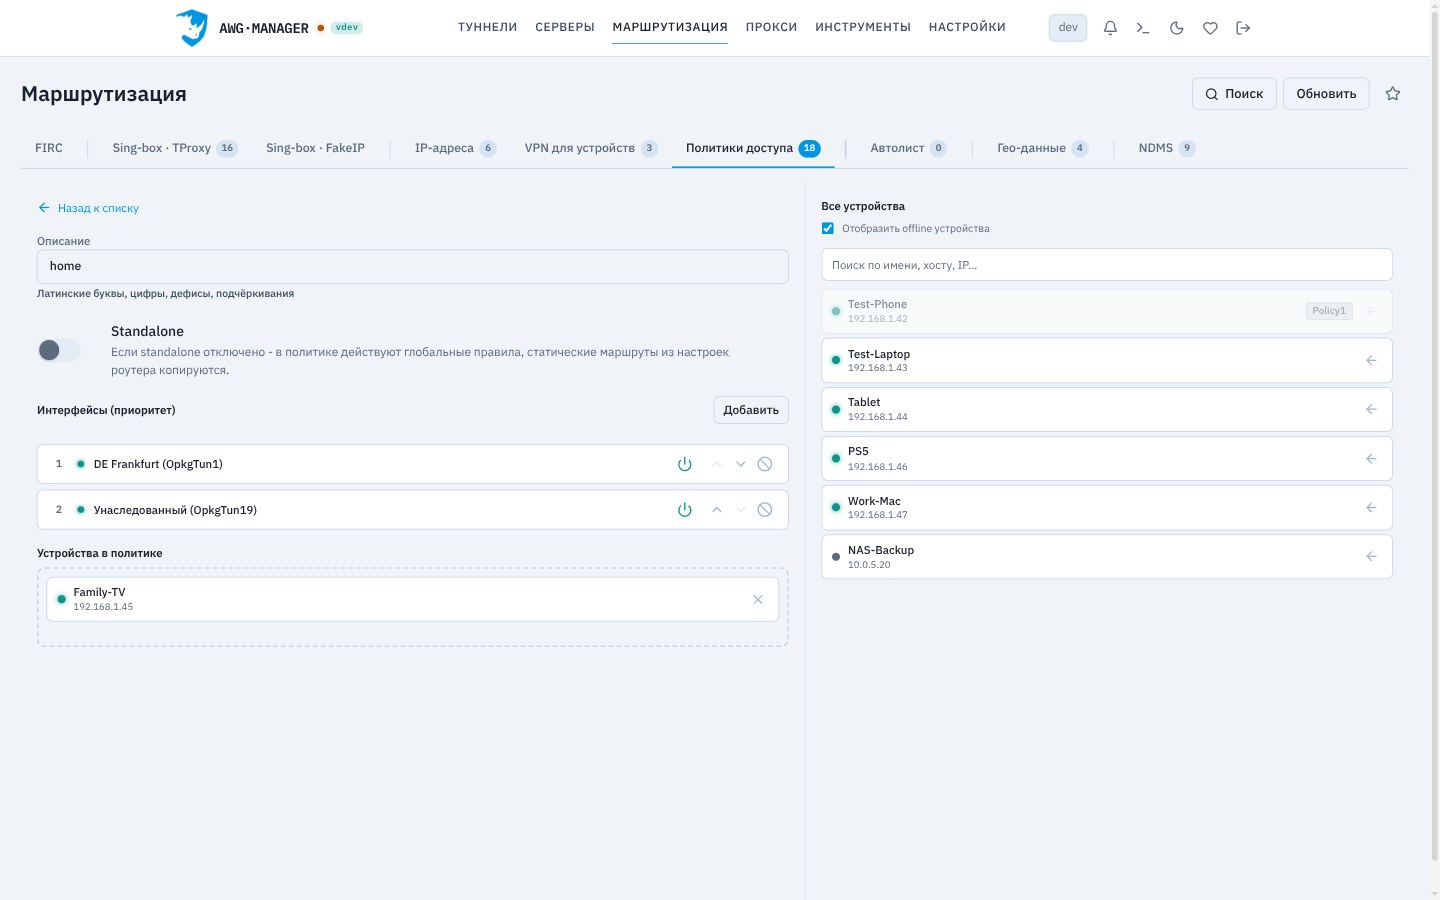 AWG·MANAGER
vdev
ТУННЕЛИ
СЕРВЕРЫ
МАРШРУТИЗАЦИЯ
ПРОКСИ
ИНСТРУМЕНТЫ
НАСТРОЙКИ
dev
Маршрутизация
Поиск
Обновить
FIRC
Sing-box · TProxy 16
Sing-box · FakeIP
IP-адреса 6
VPN для устройств 3
Политики доступа 18
Автолист 0
Гео-данные 4
NDMS 9
Назад к списку
Описание
home
Латинские буквы, цифры, дефисы, подчёркивания
Standalone
Если standalone отключено - в политике действуют глобальные правила, статические маршруты из настроек
роутера копируются.
Интерфейсы (приоритет)
Добавить
1 DE Frankfurt (OpkgTun1)
2 Унаследованный (OpkgTun19)
Устройства в политике
Family-TV
192.168.1.45
Все устройства
Отобразить offline устройства
Поиск по имени, хосту, IP...
Test-Phone
192.168.1.42
Policy1
Test-Laptop
192.168.1.43
Tablet
192.168.1.44
PS5
192.168.1.46
Work-Mac
192.168.1.47
NAS-Backup
10.0.5.20